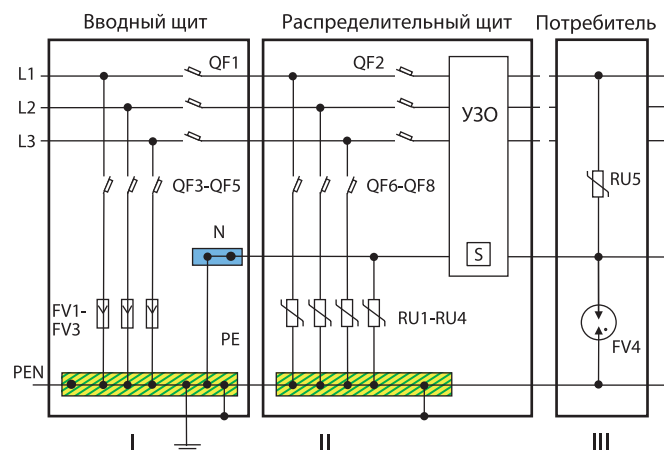 Вводный щит
Распределительный щит
Потребитель
L1
QF1
QF2
L2
УЗО
L3
QF3-QF5
QF6-QF8
RU5
N
S
FV1-
FV3
PE
RU1-RU4
FV4
PEN
I
II
III